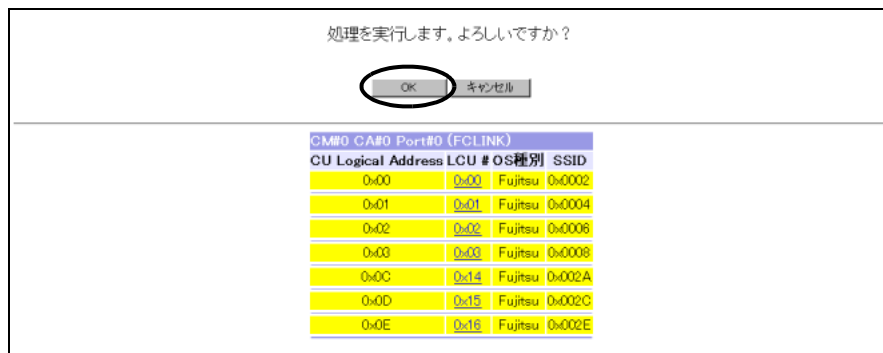 処理を実行します。よろしいですか?
OK キャンセル
CM#0 CA#0 Port#0 (FCLINK)
CU Logical Address LCU # OS種別 SSID
0x00 0x00 Fujitsu 0x0002
0x01 0x01 Fujitsu 0x0004
0x02 0x02 Fujitsu 0x0006
0x03 0x03 Fujitsu 0x0008
0x0C 0x14 Fujitsu 0x002A
0x0D 0x15 Fujitsu 0x002C
0x0E 0x16 Fujitsu 0x002E